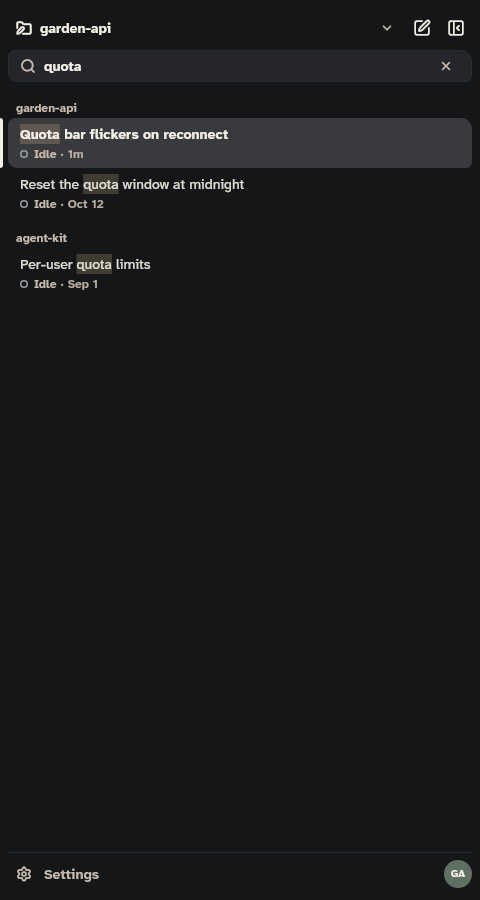 garden-api
quota
garden-api
Quota bar flickers on reconnect
Idle · 1m
Reset the quota window at midnight
Idle · Oct 12
agent-kit
Per-user quota limits
Idle · Sep 1
Settings
GA